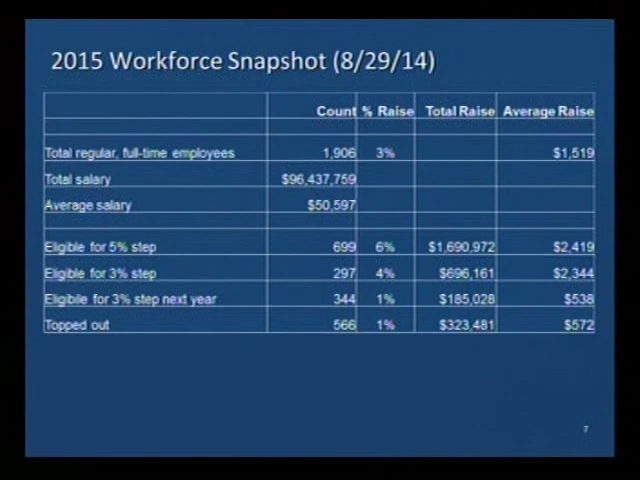 2015 Workforce Snapshot (8/29/14)
Count % Raise Total Raise Average Raise
Total regular, full-time employees 1,906 3% $1,519
Total salary $96,437,759
Average salary $50,597
Eligible for 5% step 699 6% $1,690,972 $2,419
Eligible for 3% step 297 4% $696,161 $2,344
Eligibile for 3% step next year 344 1% $185,028 $538
Topped out 566 1% $323,481 $572
7